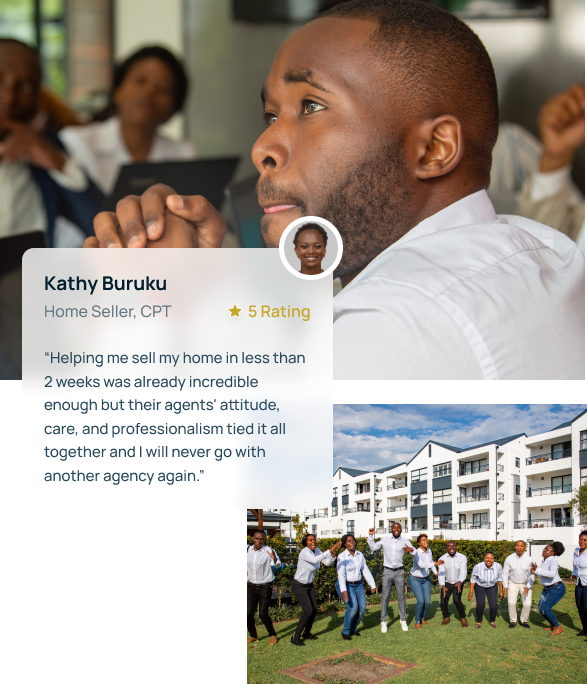 Kathy Buruku
Home Seller, CPT
5 Rating
“Helping me sell my home in less than
2 weeks was already incredible
enough but their agents' attitude,
care, and professionalism tied it all
together and I will never go with
another agency again.”